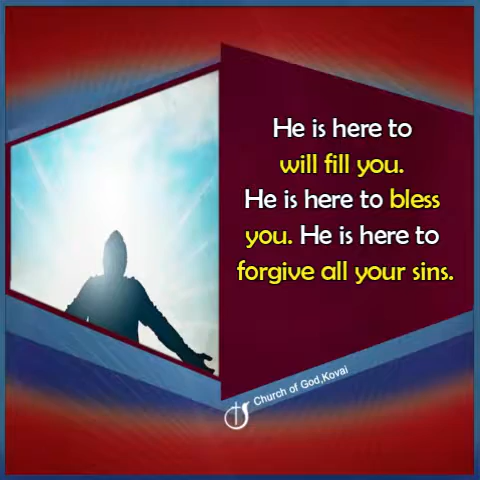 He is here to
will fill you.
He is here to bless
you. He is here to
forgive all your sins.
Church of God,Kovai